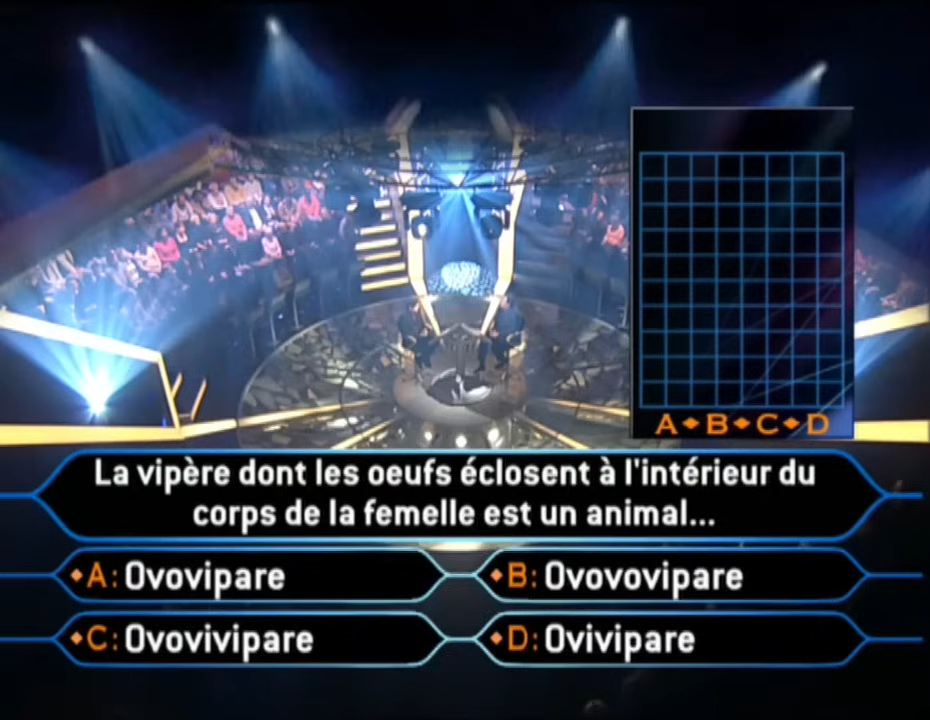 A◆B◆C◆D
La vipère dont les oeufs éclosent à l'intérieur du
corps de la femelle est un animal...
◆A: Ovovipare
◆B: Ovovovipare
◆C: Ovovivipare
◆D: Ovivipare